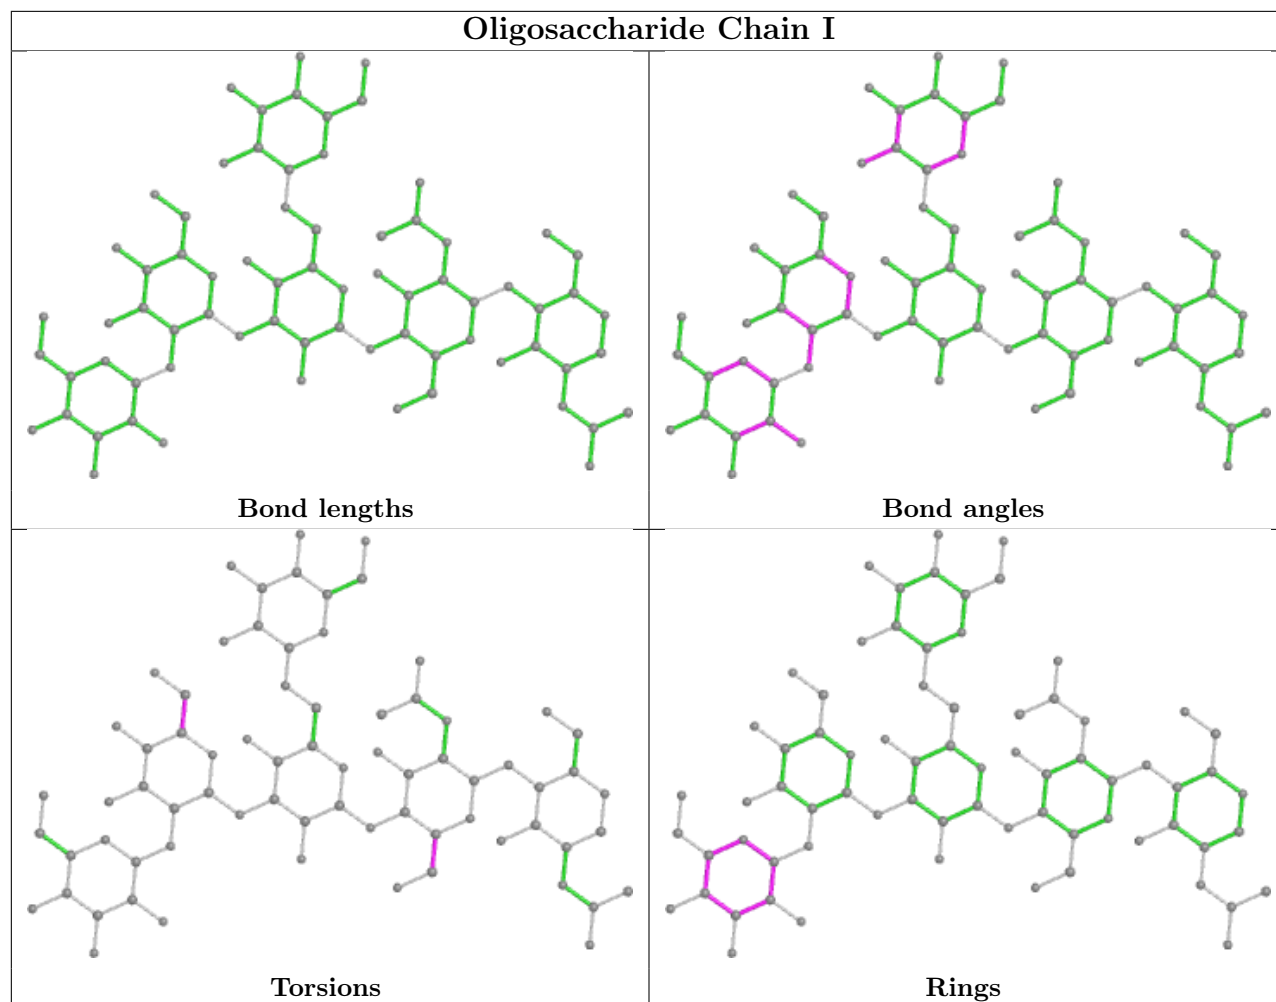 Oligosaccharide Chain I
Bond lengths
Bond angles
Torsions
Rings